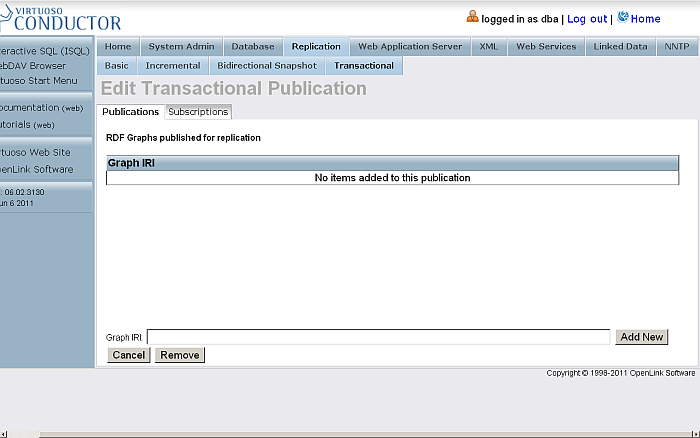 VIRTUOSO
CONDUCTOR
logged in as dba | Log out | Home
teractive SQL (ISQL)
ebDAV Browser
rtuoso Start Menu
ocumentation (web)
utorials (web)
rtuoso Web Site
penLink Software
: 06.02.3130
un 6 2011
Home System Admin Database Replication Web Application Server XML Web Services Linked Data NNTP
Basic Incremental Bidirectional Snapshot Transactional
Edit Transactional Publication
Publications Subscriptions
RDF Graphs published for replication
Graph IRI
No items added to this publication
Graph IRI: Add New
Cancel Remove
Copyright © 1998-2011 OpenLink Software